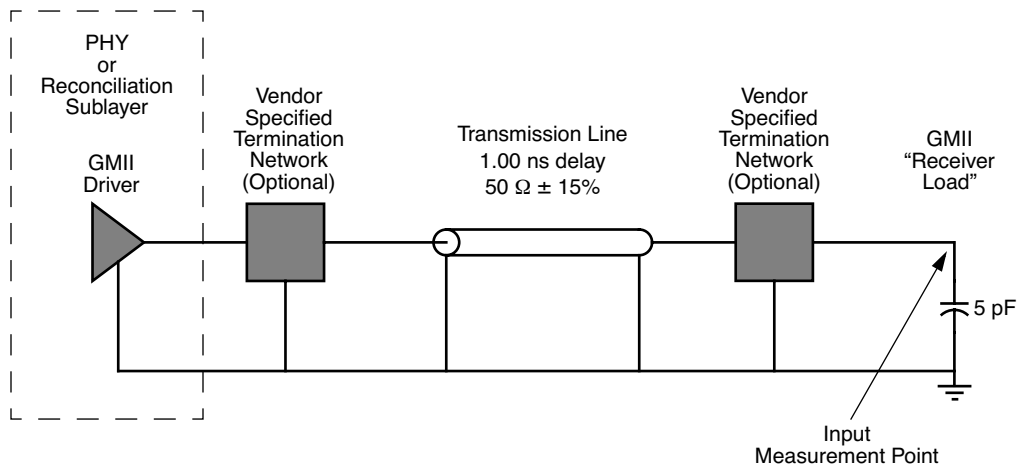 PHY
or
Reconciliation
Sublayer
GMII
Driver
Vendor
Specified
Termination
Network
(Optional)
Transmission Line
1.00 ns delay
50 Ω ± 15%
Vendor
Specified
Termination
Network
(Optional)
GMII
“Receiver
Load”
5 pF
Input
Measurement Point